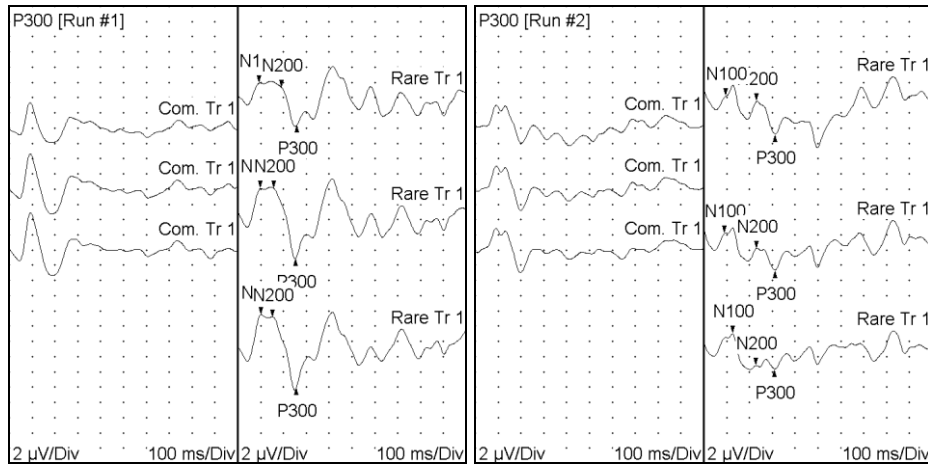 P300 [Run #1]
Com. Tr 1
Com. Tr 1
Com. Tr 1
2 µV/Div
100 ms/Div
N1 N200
Rare Tr 1
P300
NN200
Rare Tr 1
P300
NN200
Rare Tr 1
P300
2 µV/Div
100 ms/Div
P300 [Run #2]
Com. Tr 1
Com. Tr 1
Com. Tr 1
2 µV/Div
100 ms/Div
N100
200
Rare Tr 1
P300
N100
N200
Rare Tr 1
P300
N100
N200
Rare Tr 1
P300
2 µV/Div
100 ms/Div